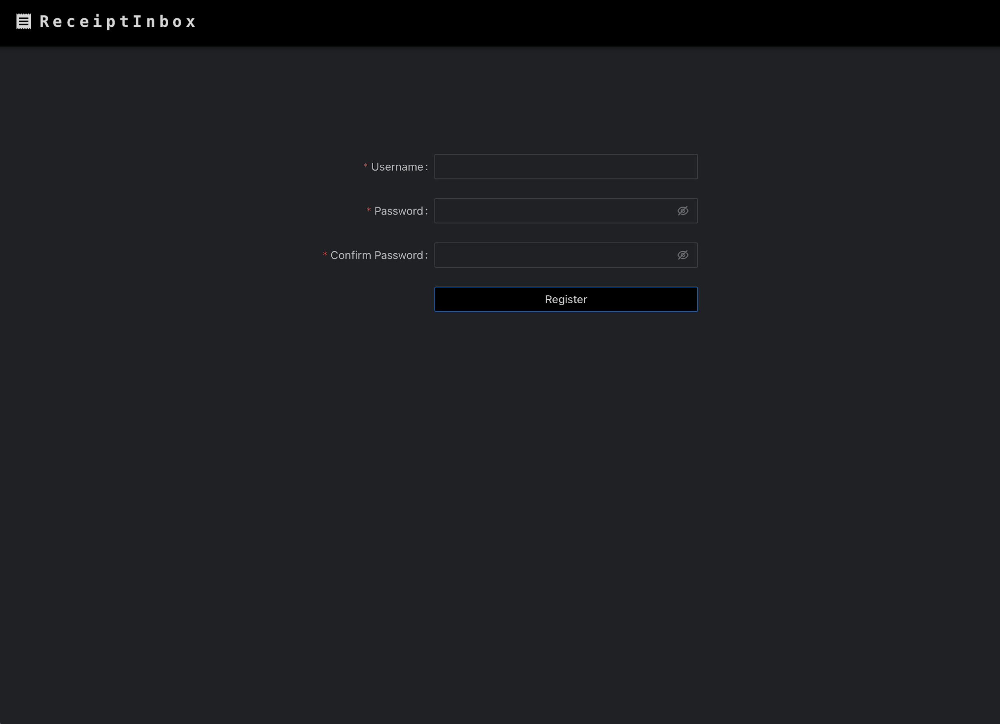 ReceiptInbox
* Username:
* Password:
* Confirm Password:
Register